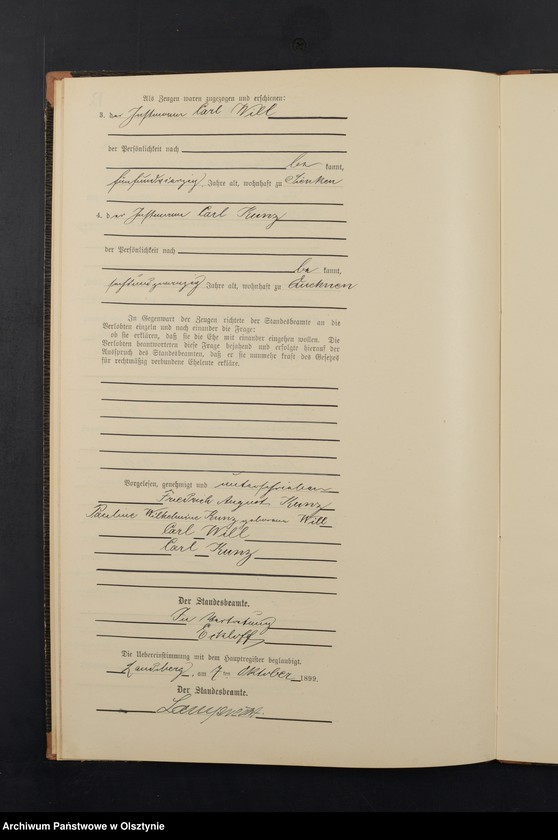 Als Zeugen waren zugezogen und erschienen:
3. der Instmann Carl Will
der Persönlichkeit nach
be kannt,
fünfundvierzig Jahre alt, wohnhaft zu
4. der Instmann Carl Kunz
der Persönlichkeit nach
be kannt,
sechsundzwanzig Jahre alt, wohnhaft zu
In Gegenwart der Zeugen richtete der Standesbeamte an die
Verlobten einzeln und nach einander die Frage:
ob sie erklären, daß sie die Ehe mit einander eingehen wollen. Die
Verlobten beantworteten diese Frage bejahend und erfolgte hierauf der
Ausspruch des Standesbeamten, daß er sie nunmehr kraft des Gesetzes
für rechtmäßig verbundene Eheleute erkläre.
Vorgelesen, genehmigt und unterschrieben
Friedrich August Kunz
Pauline Wilhelmine Kunz geborene Will
Carl Will
Carl Kunz
Der Standesbeamte.
In Vertretung
Eckloff
Die Uebereinstimmung mit dem Hauptregister beglaubigt.
Landsberg, am 7 ten Oktober 1899.
Der Standesbeamte.
Archiwum Państwowe w Olsztynie